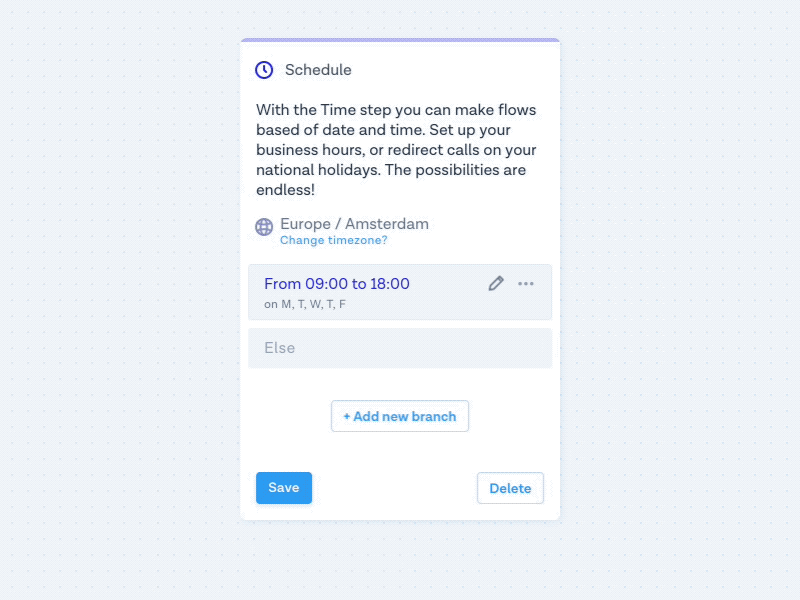 Schedule
With the Time step you can make flows
based of date and time. Set up your
business hours, or redirect calls on your
national holidays. The possibilities are
endless!
Europe / Amsterdam
Change timezone?
From 09:00 to 18:00
on M, T, W, T, F
Else
+ Add new branch
Save
Delete